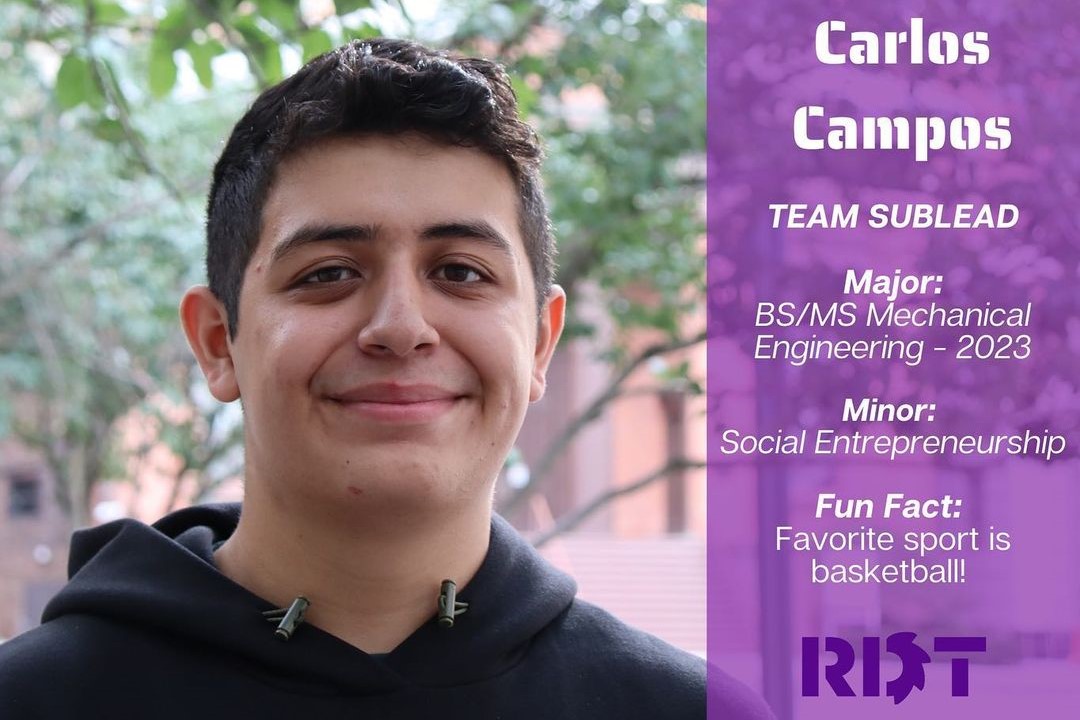 Carlos
Campos
TEAM SUBLEAD
Major:
BS/MS Mechanical
Engineering - 2023
Minor:
Social Entrepreneurship
Fun Fact:
Favorite sport is
basketball!
RDT